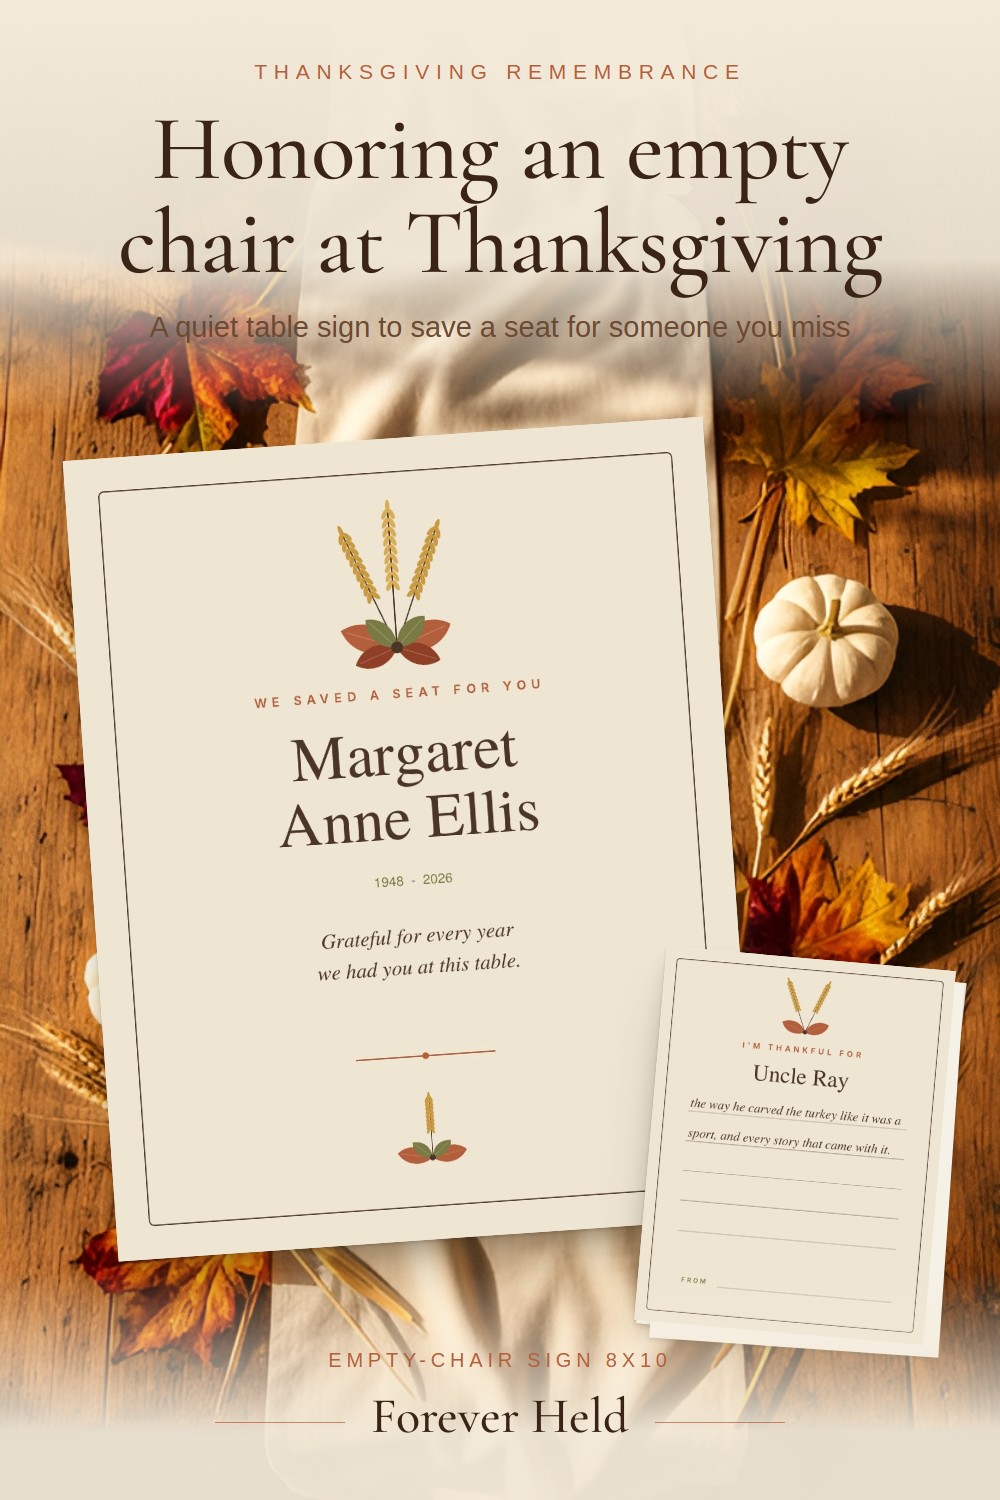 THANKSGIVING REMEMBRANCE
Honoring an empty
chair at Thanksgiving
A quiet table sign to save a seat for someone you miss
WE SAVED A SEAT FOR YOU
Margaret
Anne Ellis
1948 - 2026
Grateful for every year
we had you at this table.
I'M THANKFUL FOR
Uncle Ray
the way he carved the turkey like it was a
sport, and every story that came with it.
FROM
EMPTY-CHAIR SIGN 8X10
Forever Held